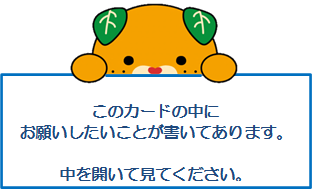 このカードの中に
お願いしたいことが書いてあります。
中を開いて見てください。